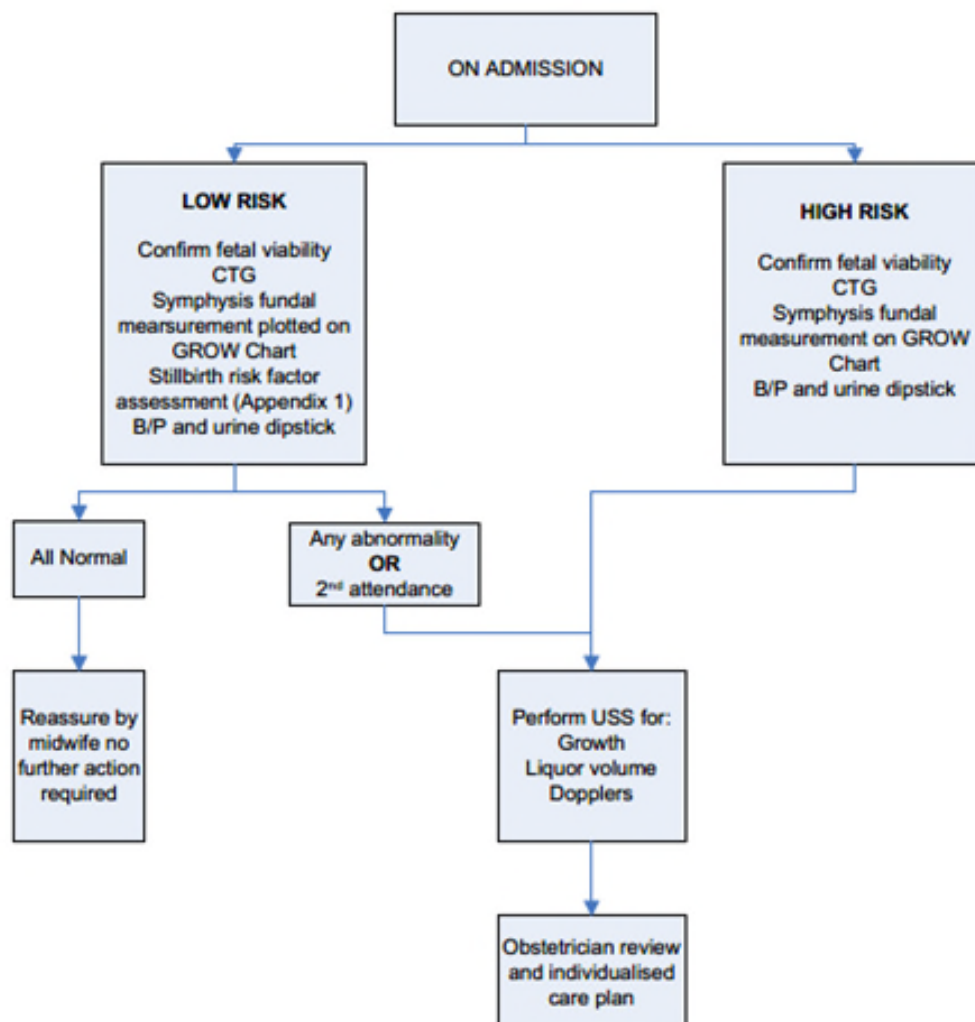 ON ADMISSION
LOW RISK
Confirm fetal viability
CTG
Symphysis fundal
mearsurement plotted on
GROW Chart
Stillbirth risk factor
assessment (Appendix 1)
B/P and urine dipstick
HIGH RISK
Confirm fetal viability
CTG
Symphysis fundal
measurement on GROW
Chart
B/P and urine dipstick
All Normal
Any abnormality
OR
2nd attendance
Reassure by
midwife no
further action
required
Perform USS for:
Growth
Liquor volume
Dopplers
Obstetrician review
and individualised
care plan